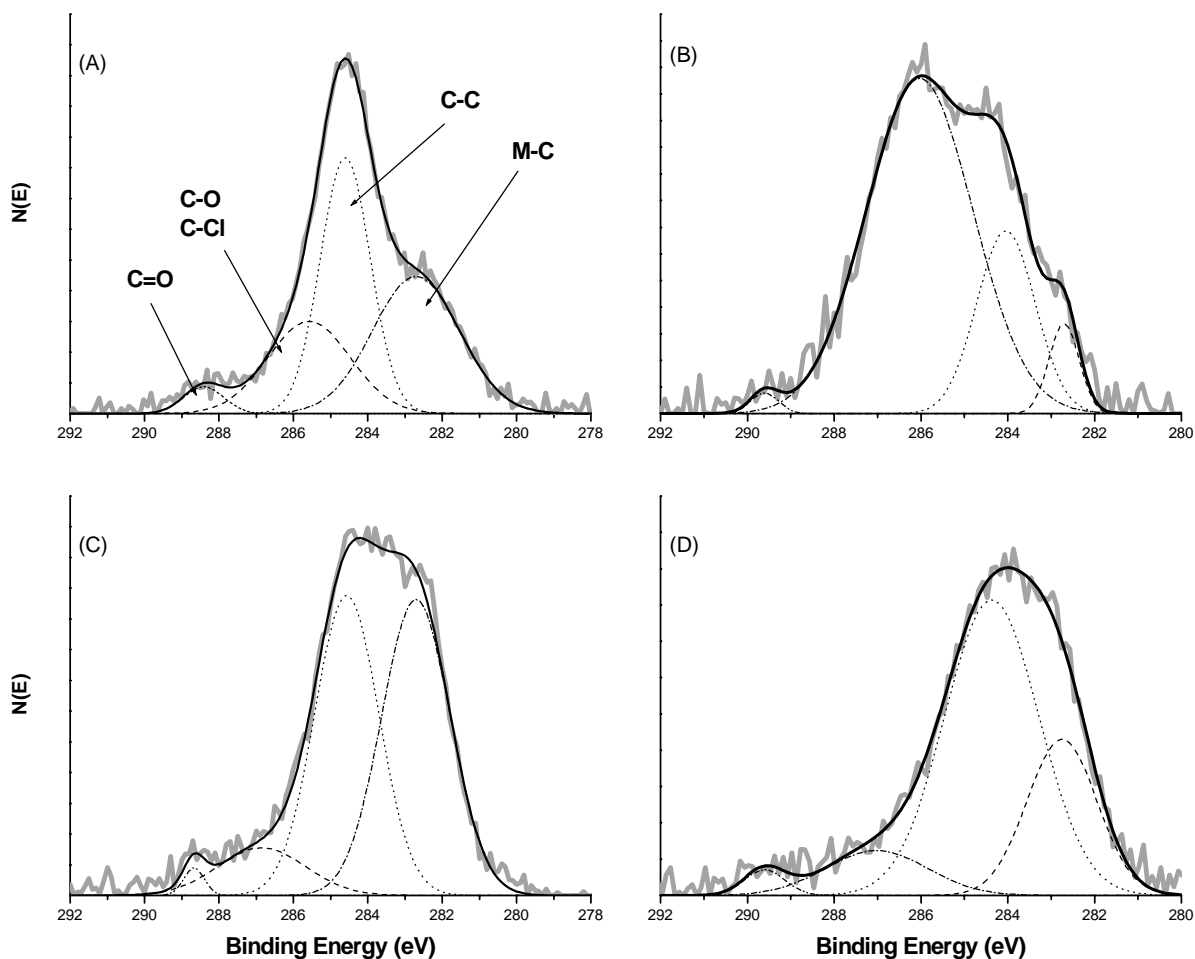 (A)
C-C
M-C
C-O
C-Cl
C=O
N(E)
292 290 288 286 284 282 280 278
(B)
292 290 288 286 284 282 280
(C)
N(E)
292 290 288 286 284 282 280 278
Binding Energy (eV)
(D)
292 290 288 286 284 282 280
Binding Energy (eV)